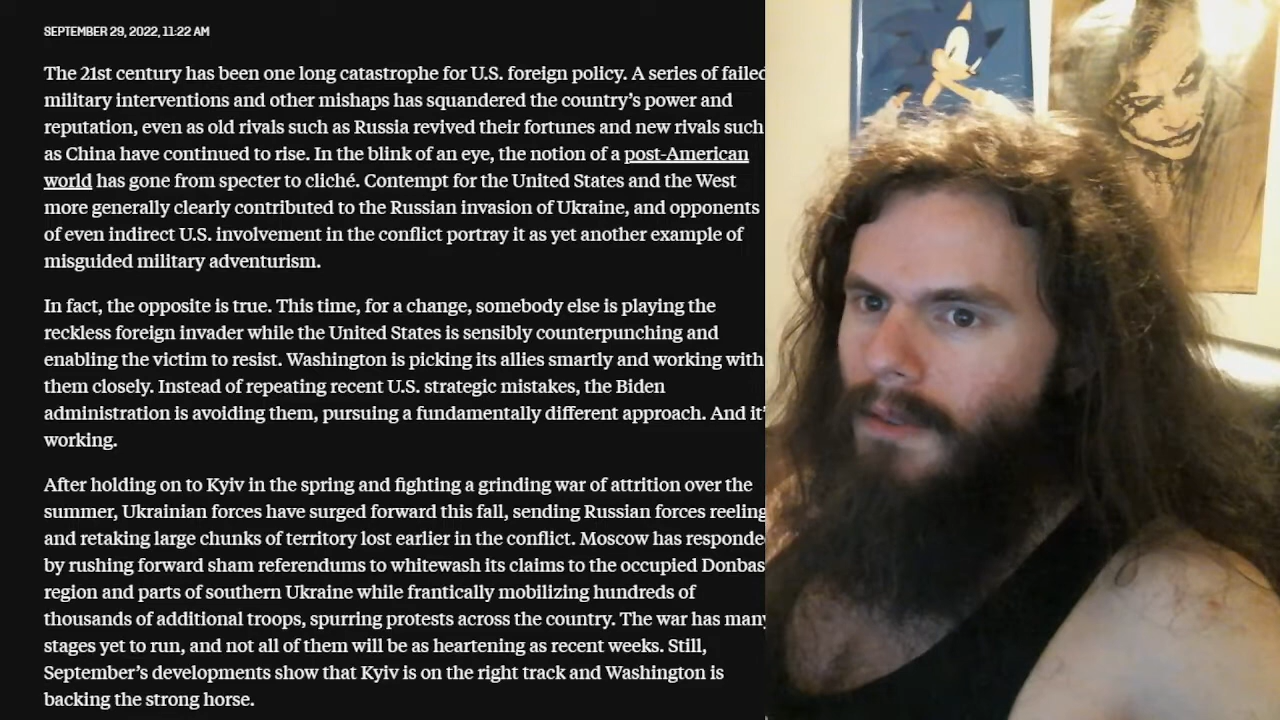 SEPTEMBER 29, 2022, 11:22 AM
The 21st century has been one long catastrophe for U.S. foreign policy. A series of failed
military interventions and other mishaps has squandered the country’s power and
reputation, even as old rivals such as Russia revived their fortunes and new rivals such
as China have continued to rise. In the blink of an eye, the notion of a post-American
world has gone from specter to cliché. Contempt for the United States and the West
more generally clearly contributed to the Russian invasion of Ukraine, and opponents
of even indirect U.S. involvement in the conflict portray it as yet another example of
misguided military adventurism.
In fact, the opposite is true. This time, for a change, somebody else is playing the
reckless foreign invader while the United States is sensibly counterpunching and
enabling the victim to resist. Washington is picking its allies smartly and working with
them closely. Instead of repeating recent U.S. strategic mistakes, the Biden
administration is avoiding them, pursuing a fundamentally different approach. And it’
working.
After holding on to Kyiv in the spring and fighting a grinding war of attrition over the
summer, Ukrainian forces have surged forward this fall, sending Russian forces reeling
and retaking large chunks of territory lost earlier in the conflict. Moscow has responde
by rushing forward sham referendums to whitewash its claims to the occupied Donbas
region and parts of southern Ukraine while frantically mobilizing hundreds of
thousands of additional troops, spurring protests across the country. The war has many
stages yet to run, and not all of them will be as heartening as recent weeks. Still,
September’s developments show that Kyiv is on the right track and Washington is
backing the strong horse.